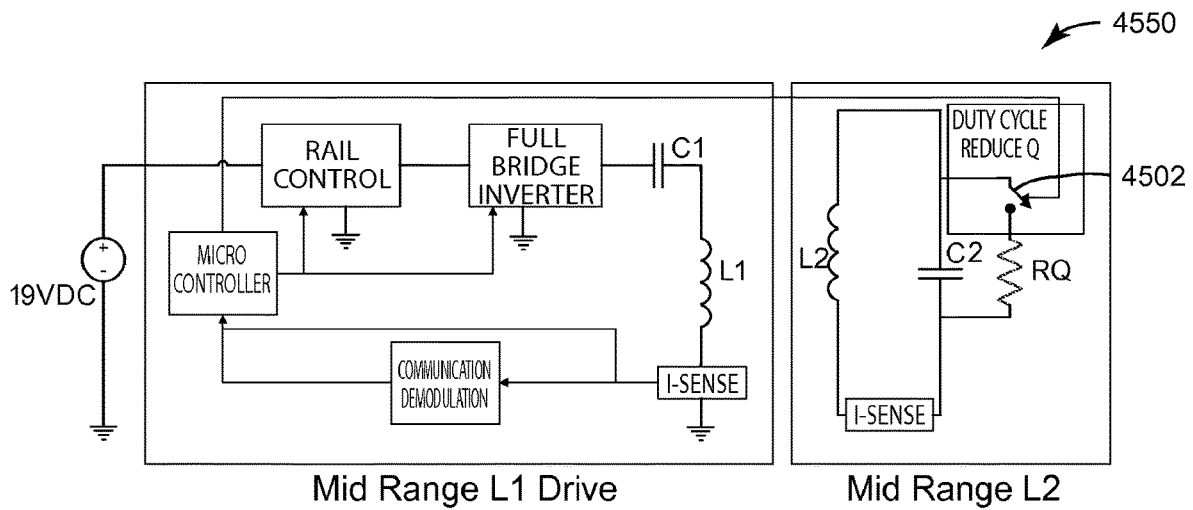 4550
DUTY CYCLE
REDUCE Q
4502
RAIL
CONTROL
FULL
BRIDGE
INVERTER
C1
MICRO
CONTROLLER
L1
L2
C2
RQ
+
-
19VDC
COMMUNICATION
DEMODULATION
I-SENSE
I-SENSE
Mid Range L1 Drive
Mid Range L2